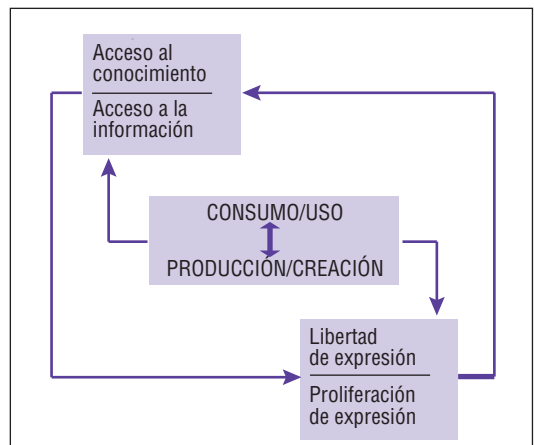 Acceso al
conocimiento
Acceso a la
información
CONSUMO/USO
PRODUCCIÓN/CREACIÓN
Libertad
de expresión
Proliferación
de expresión